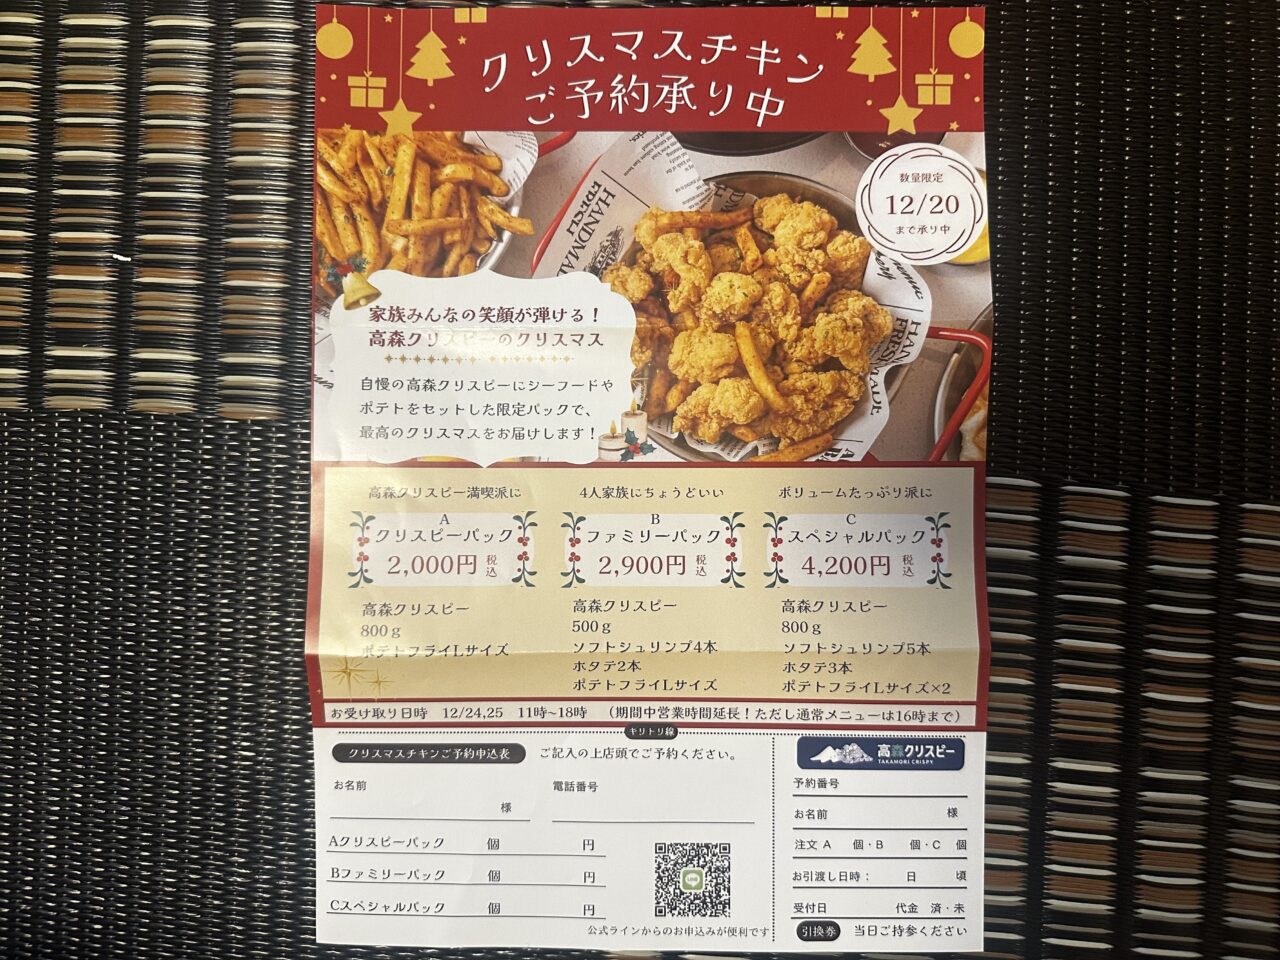 クリスマスチキン
ご予約承り中
数量限定
12/20
まで承り中
HANDMADE
FRESH
家族みんなの笑顔が弾ける！
高森クリスピーのクリスマス
自慢の高森クリスピーにシーフードや
ポテトをセットした限定パックで、
最高のクリスマスをお届けします！
高森クリスピー満喫派に
A
クリスピーパック
2,000円 税込
高森クリスピー
800g
ポテトフライLサイズ
4人家族にちょうどいい
B
ファミリーパック
2,900円 税込
高森クリスピー
500g
ソフトシュリンプ4本
ホタテ2本
ポテトフライLサイズ
ボリュームたっぷり派に
C
スペシャルパック
4,200円 税込
高森クリスピー
800g
ソフトシュリンプ5本
ホタテ3本
ポテトフライLサイズ×2
お受け取り日時 12/24,25 11時~18時 （期間中営業時間延長！ただし通常メニューは16時まで）
キリトリ線
クリスマスチキンご予約申込表 ご記入の上店頭でご予約ください。
お名前 様 電話番号
Aクリスピーパック 個 円
Bファミリーパック 個 円
Cスペシャルパック 個 円
LINE
公式ラインからのお申込みが便利です
高森クリスピー
TAKAMORI CRISPY
予約番号
お名前 様
注文 A 個・B 個・C 個
お引渡し日時： 日 頃
受付日 代金 済・未
引換券 当日ご持参ください